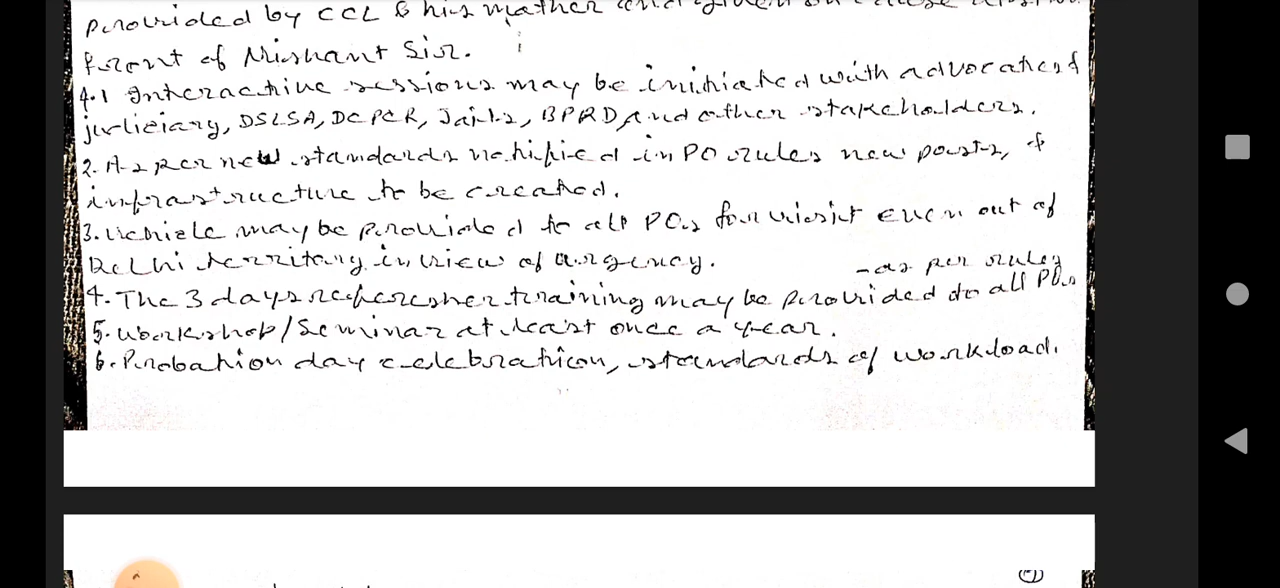 provided by CCL & his mother and given on
front of Nishant Sir.
4.1 Interactive sessions may be initiated with advocates &
judiciary, DSLSA, DCPCR, Jails, BPRD, and other stakeholders.
2. As per new standards notified in PO rules new posts, &
infrastructure to be created.
3. Vehicle may be provided to all POs for visit even out of
Delhi territory in view of urgency.
- as per rules
4. The 3 days refaresher training may be provided to all POs
5. Workshop/Seminar at least once a year.
6. Probation day celebration, standards of workload.